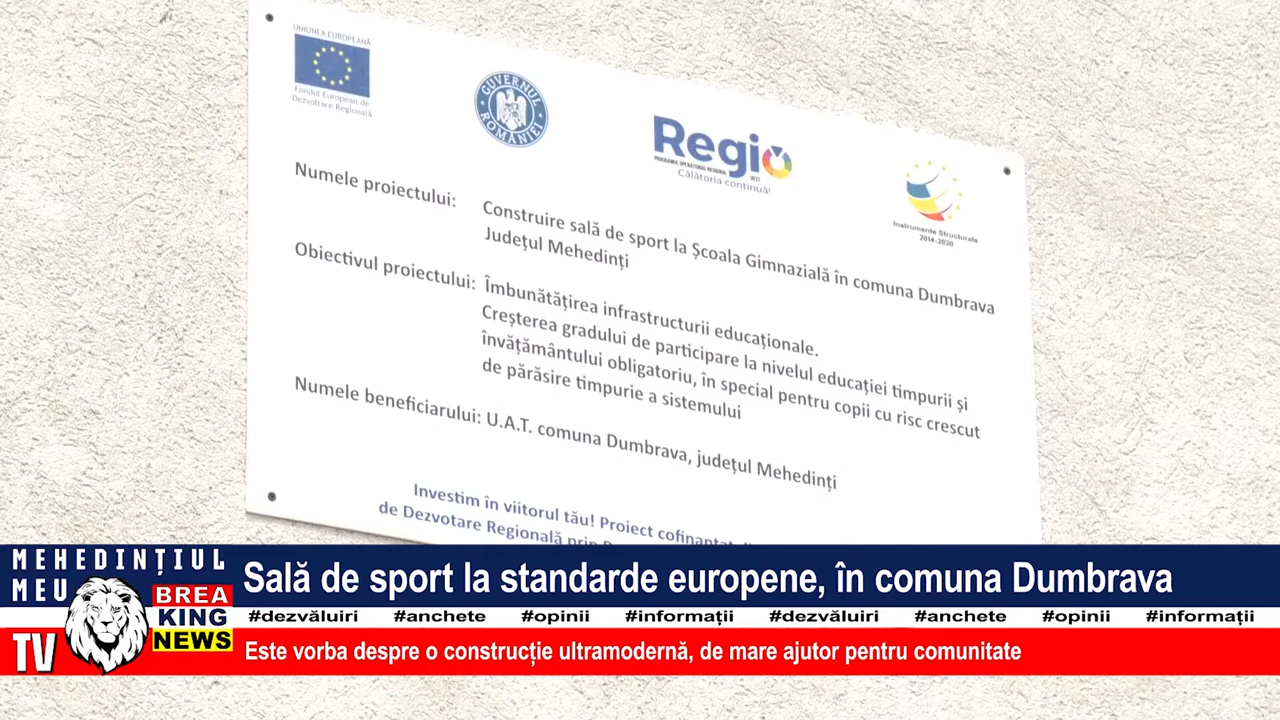 UNIUNEA EUROPEANĂ
Fondul European de
Dezvoltare Regională
GUVERNUL ROMÂNIEI
Regio
PROGRAMUL OPERAȚIONAL REGIONAL
Călătoria continuă!
Instrumente Structurale
2014-2020
Numele proiectului: Construire sală de sport la Școala Gimnazială în comuna Dumbrava
Județul Mehedinți
Obiectivul proiectului: Îmbunătățirea infrastructurii educaționale.
Creșterea gradului de participare la nivelul educației timpurii și
învățământului obligatoriu, în special pentru copii cu risc crescut
de părăsire timpurie a sistemului
Numele beneficiarului: U.A.T. comuna Dumbrava, județul Mehedinți
Investim în viitorul tău! Proiect cofinanțat
de Dezvotare Regională prin
MEHEDINȚIUL
MEU
TV
BREA
KING
NEWS
Sală de sport la standarde europene, în comuna Dumbrava
#dezvăluiri #anchete #opinii #informații #dezvăluiri #anchete #opinii #informații
Este vorba despre o construcție ultramodernă, de mare ajutor pentru comunitate